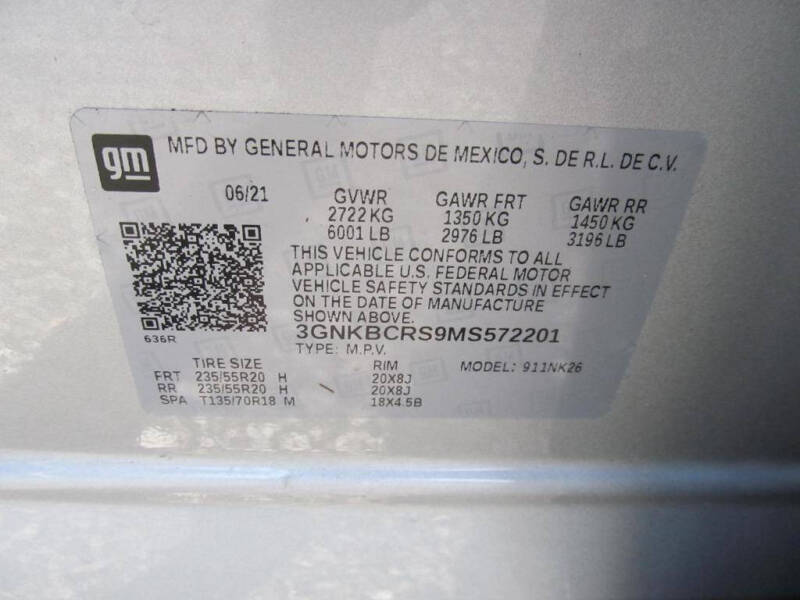 gm
MFD BY GENERAL MOTORS DE MEXICO, S. DE R.L. DE C.V.
06/21 GVWR GAWR FRT GAWR RR
2722 KG 1350 KG 1450 KG
6001 LB 2976 LB 3196 LB
THIS VEHICLE CONFORMS TO ALL
APPLICABLE U.S. FEDERAL MOTOR
VEHICLE SAFETY STANDARDS IN EFFECT
ON THE DATE OF MANUFACTURE
SHOWN ABOVE.
636R
3GNKBCRS9MS572201
TYPE: M.P.V. MODEL: 911NK26
TIRE SIZE RIM
FRT 235/55R20 H 20X8J
RR 235/55R20 H 20X8J
SPA T135/70R18 M 18X4.5B